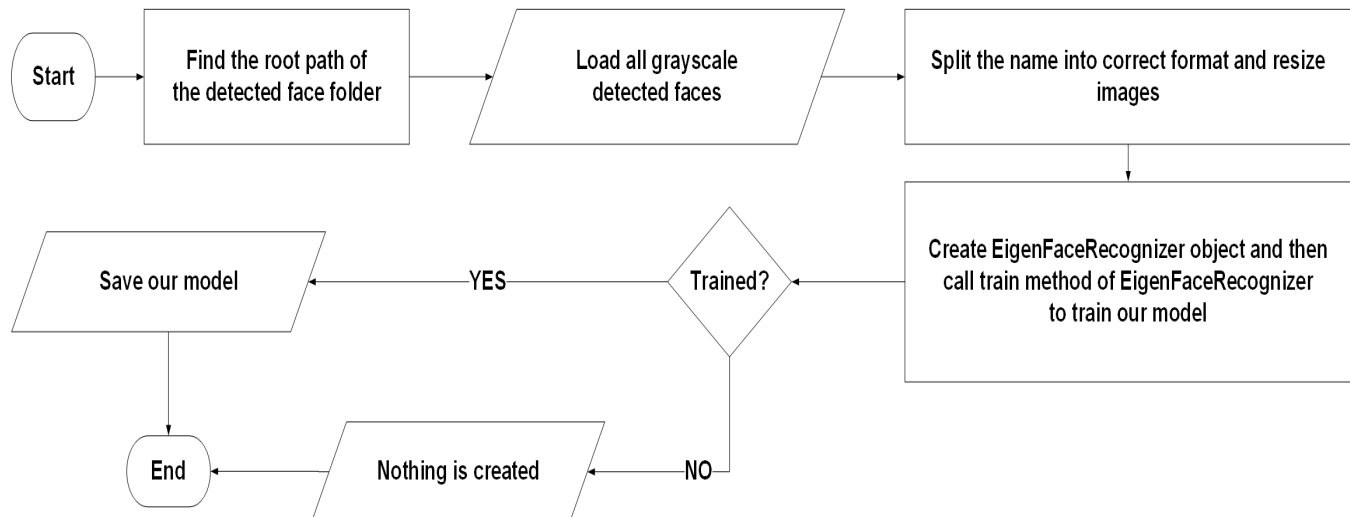 Start
Find the root path of
the detected face folder
Load all grayscale
detected faces
Split the name into correct format and resize
images
Create EigenFaceRecognizer object and then
call train method of EigenFaceRecognizer
to train our model
Trained?
YES
Save our model
NO
Nothing is created
End